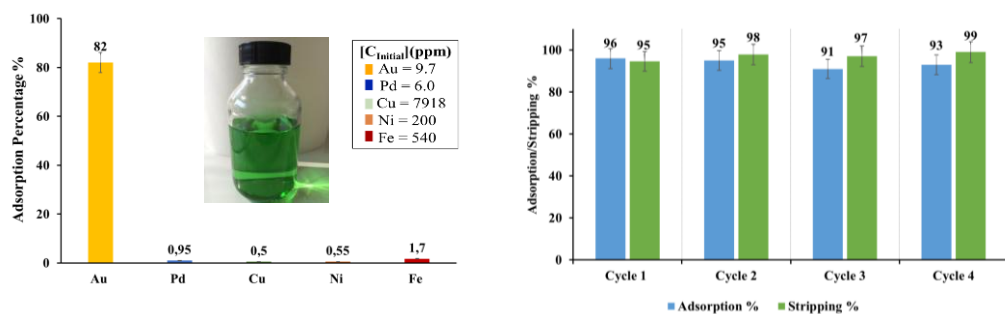 Adsorption Percentage %
100
80
60
40
20
0
82
0,95
0,5
0,55
1,7
Au
Pd
Cu
Ni
Fe
[C_Initial](ppm)
Au = 9.7
Pd = 6.0
Cu = 7918
Ni = 200
Fe = 540
Adsorption/Stripping %
100
80
60
40
20
0
96
95
95
98
91
97
93
99
Cycle 1
Cycle 2
Cycle 3
Cycle 4
Adsorption %
Stripping %